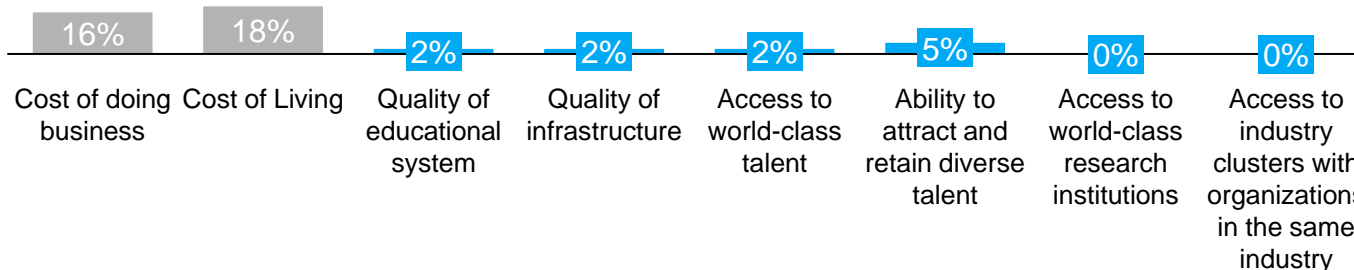 16%
18%
2%
2%
2%
5%
0%
0%
Cost of doing
business
Cost of Living
Quality of
educational
system
Quality of
infrastructure
Access to
world-class
talent
Ability to
attract and
retain diverse
talent
Access to
world-class
research
institutions
Access to
industry
clusters with
organizations
in the same
industry